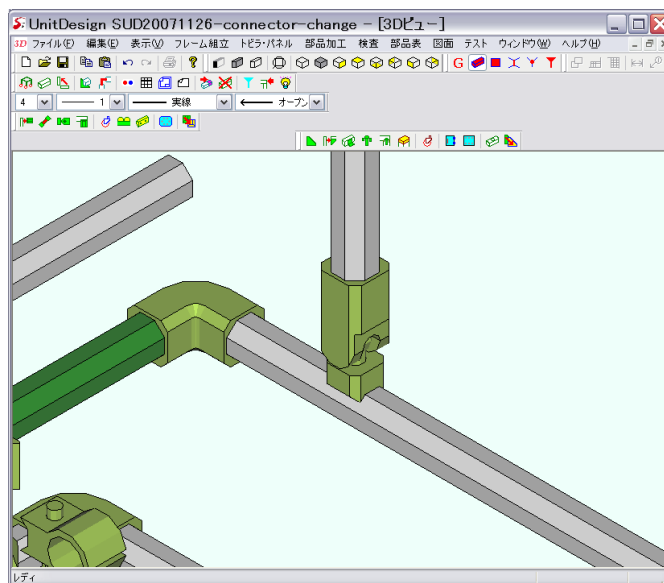 UnitDesign SUD20071126-connector-change - [3Dビュー]
3D ファイル(F) 編集(E) 表示(V) フレーム組立 トビラ・パネル 部品加工 検査 部品表 図面 テスト ウィンドウ(W) ヘルプ(H)
G
4 1 実線 オープン
レディ